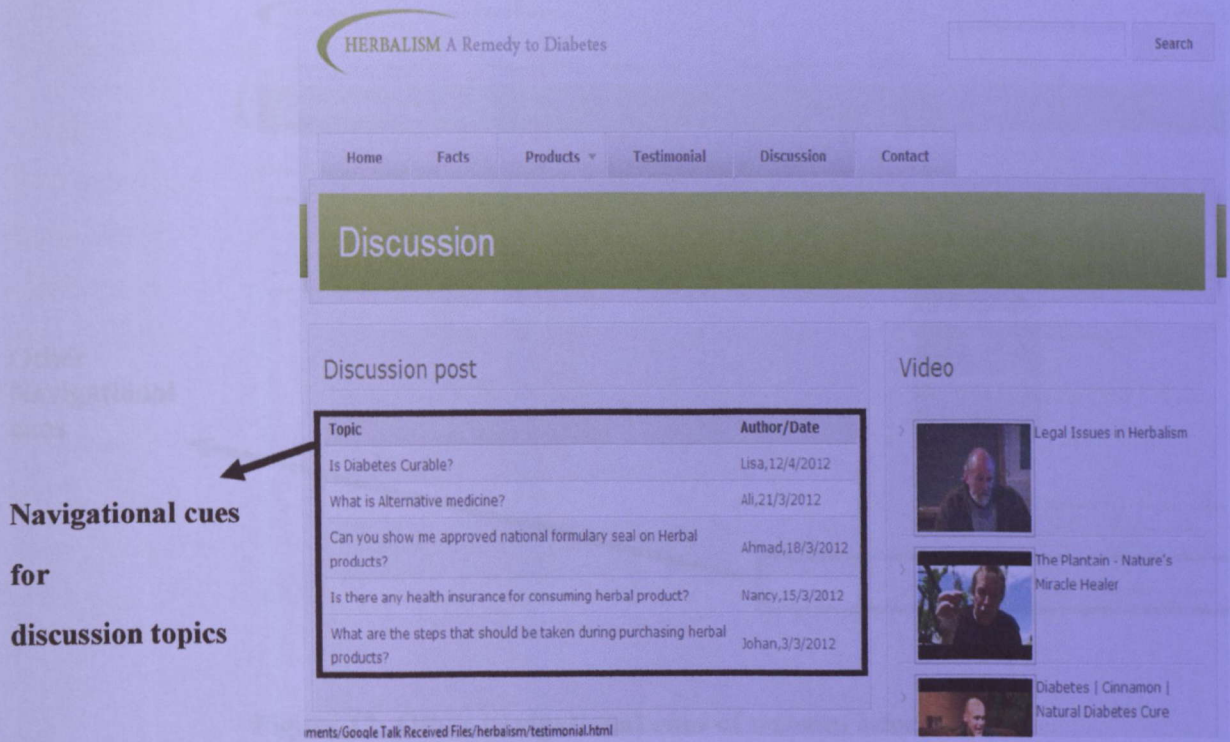 HERBALISM A Remedy to Diabetes
Search
Home Facts Products Testimonial Discussion Contact
Discussion
Discussion post
Topic Author/Date
Is Diabetes Curable? Lisa,12/4/2012
What is Alternative medicine? Ali,21/3/2012
Can you show me approved national formulary seal on Herbal
products? Ahmad,18/3/2012
Is there any health insurance for consuming herbal product? Nancy,15/3/2012
What are the steps that should be taken during purchasing herbal
products? Johan,3/3/2012
Video
Legal Issues in Herbalism
The Plantain - Nature's
Miracle Healer
Diabetes | Cinnamon |
Natural Diabetes Cure
Navigational cues
for
discussion topics
ments/Google Talk Received Files/herbalism/testimonial.html